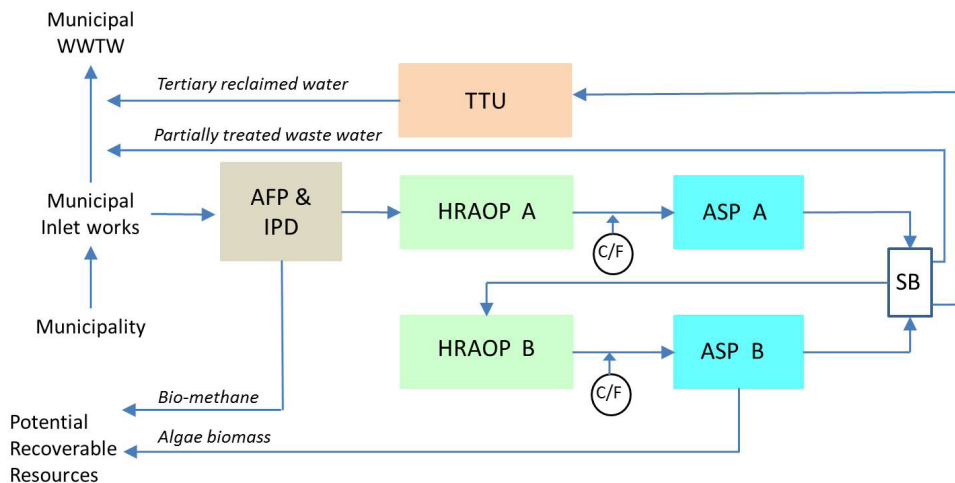 Municipal
WWTW
Tertiary reclaimed water
TTU
Partially treated waste water
Municipal
Inlet works
AFP &
IPD
HRAOP A
C/F
ASP A
SB
Municipality
HRAOP B
C/F
ASP B
Bio-methane
Potential
Recoverable
Resources
Algae biomass